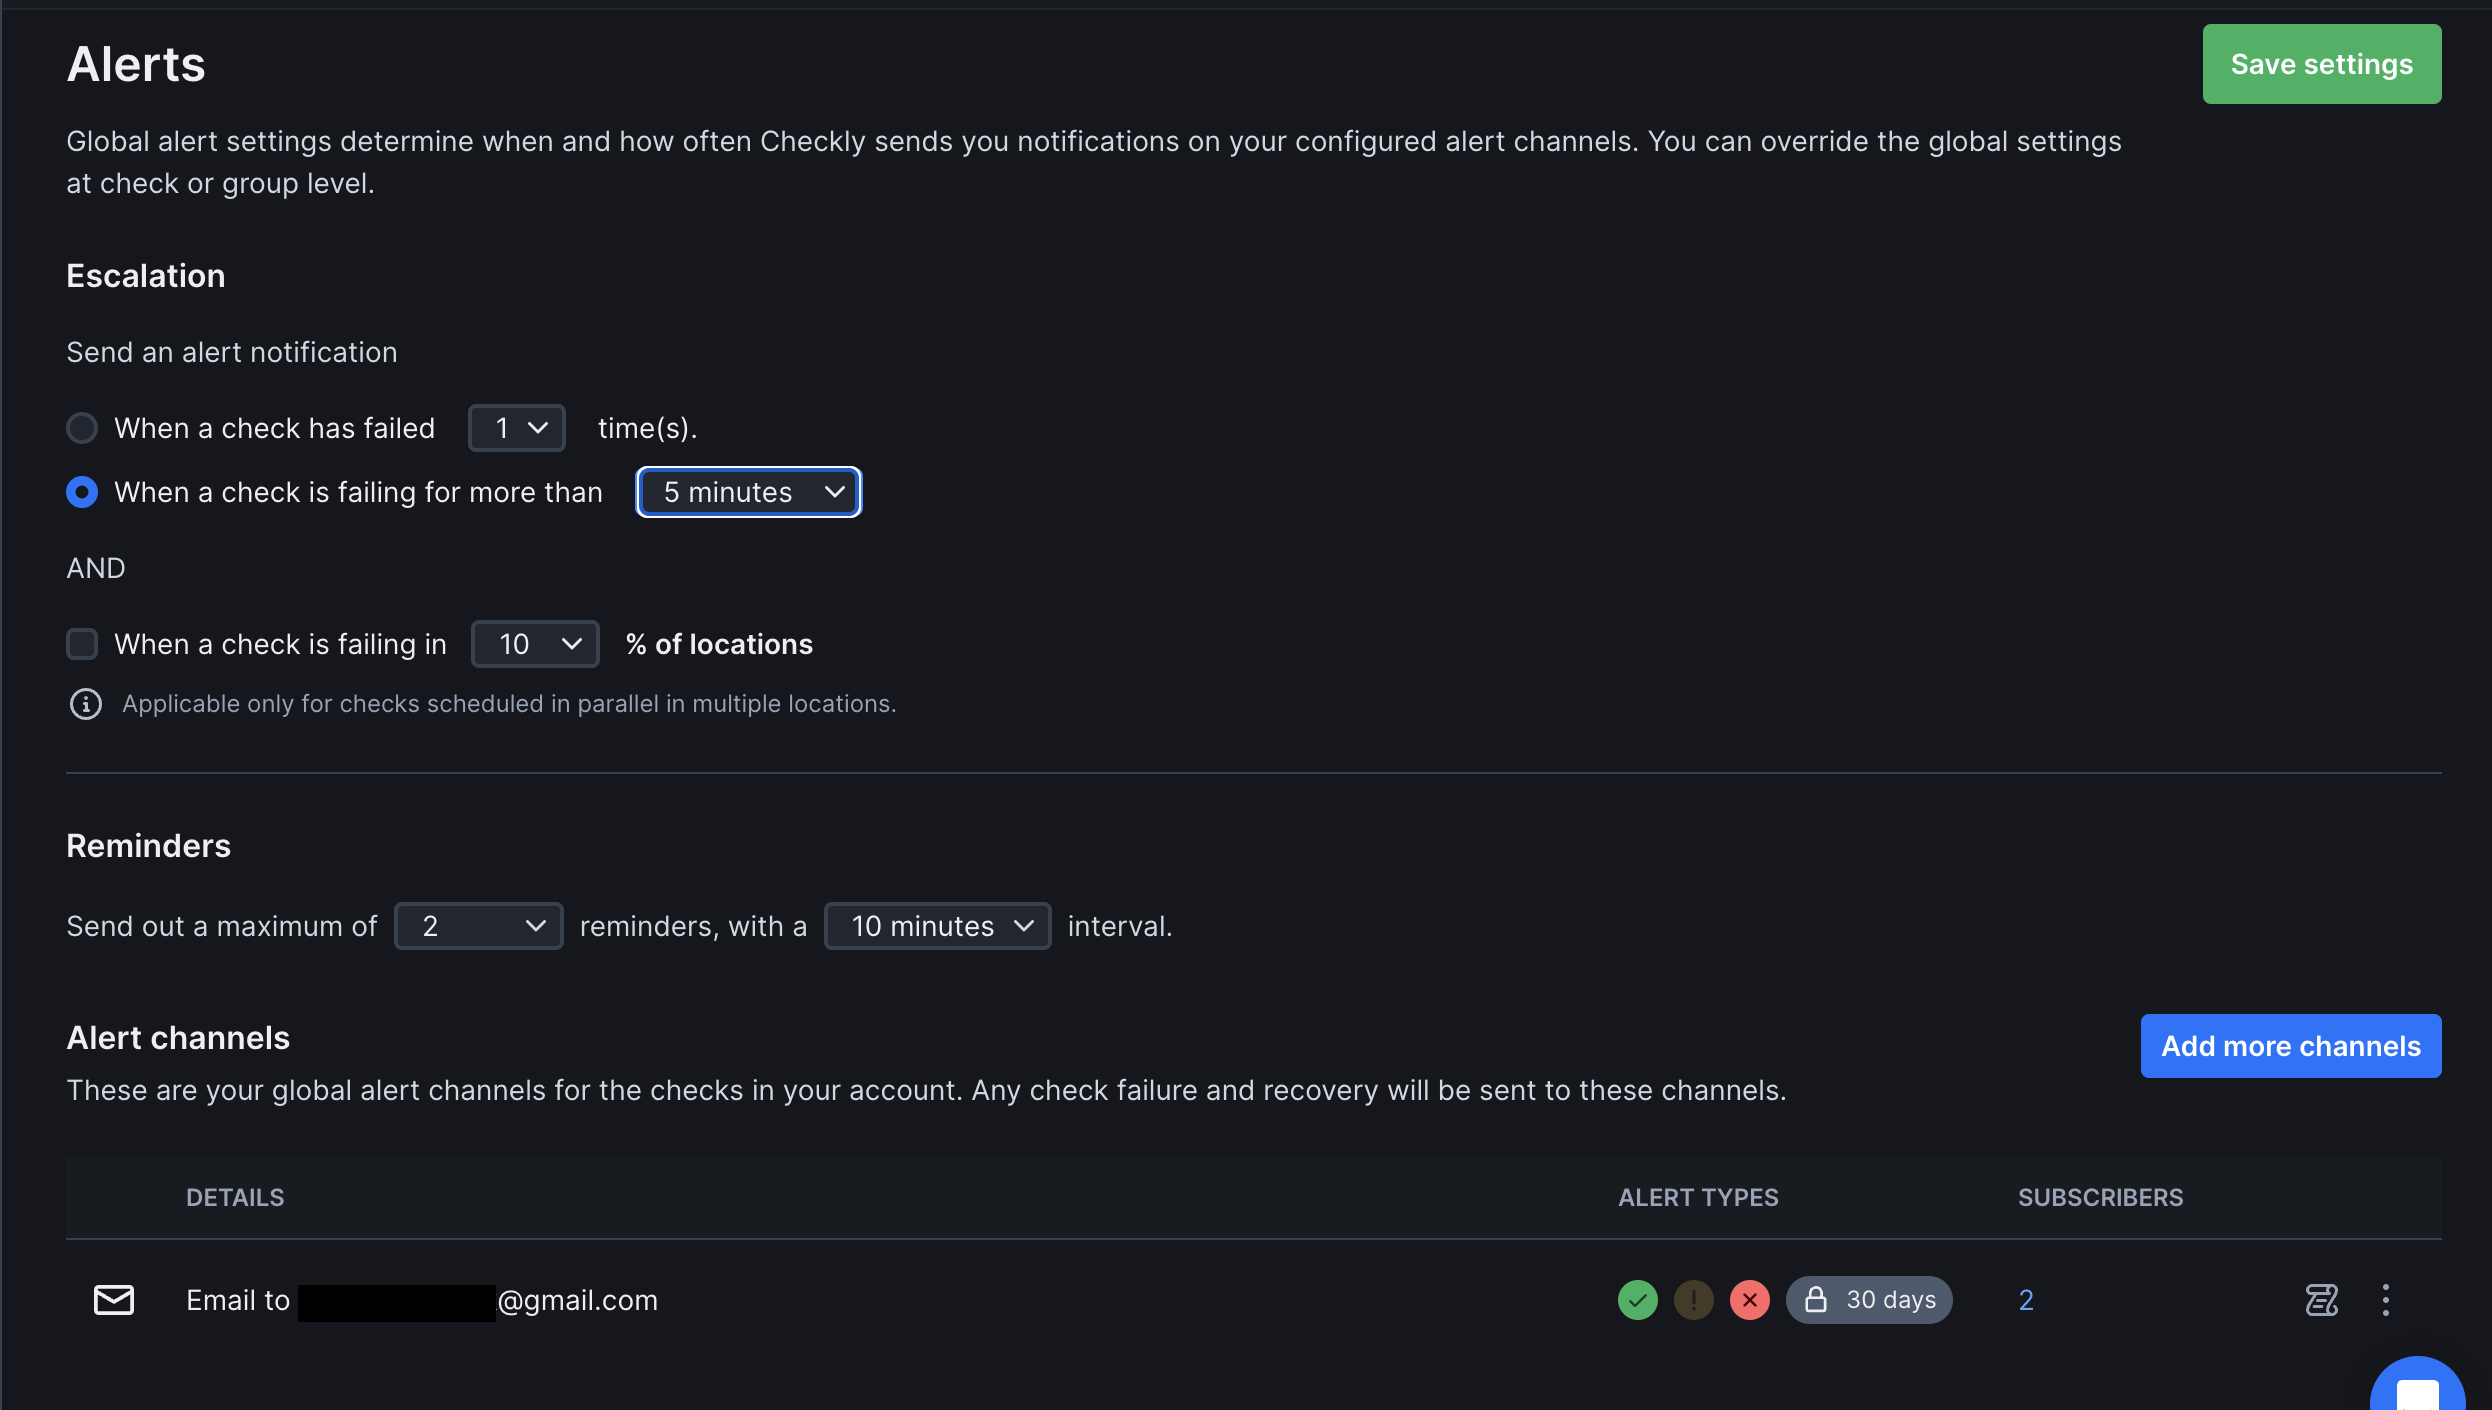 Alerts
Save settings
Global alert settings determine when and how often Checkly sends you notifications on your configured alert channels. You can override the global settings
at check or group level.
Escalation
Send an alert notification
When a check has failed 1 time(s).
When a check is failing for more than 5 minutes
AND
When a check is failing in 10 % of locations
Applicable only for checks scheduled in parallel in multiple locations.
Reminders
Send out a maximum of 2 reminders, with a 10 minutes interval.
Alert channels
Add more channels
These are your global alert channels for the checks in your account. Any check failure and recovery will be sent to these channels.
DETAILS ALERT TYPES SUBSCRIBERS
Email to @gmail.com 30 days 2